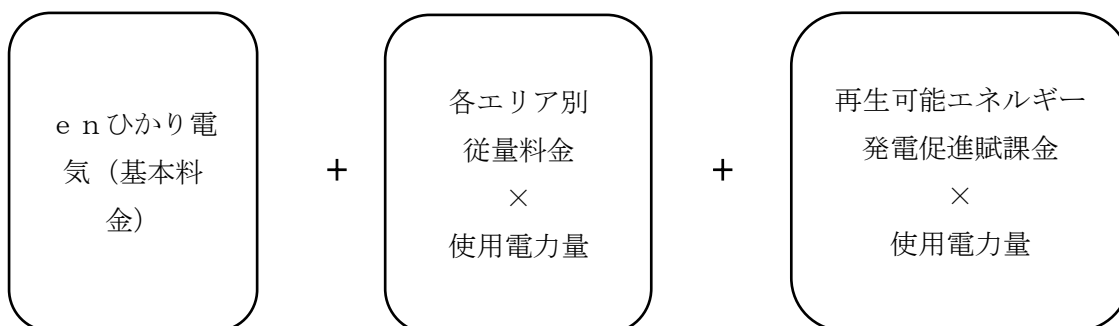 ｅｎひかり電
気（基本料
金）
+
各エリア別
従量料金
×
使用電力量
+
再生可能エネルギー
発電促進賦課金
×
使用電力量